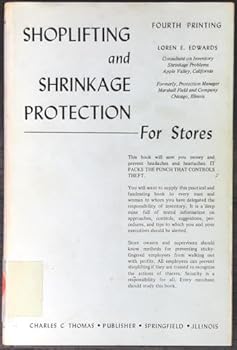 SHOPLIFTING
and
SHRINKAGE
PROTECTION
For Stores
FOURTH PRINTING
LOREN E. EDWARDS
Consultant on Inventory
Shrinkage Problems
Apple Valley, California
Formerly, Protection Manager
Marshall Field and Company
Chicago, Illinois
This book will save you money and
prevent headaches and heartaches. IT
PACKS THE PUNCH THAT CONTROLS
THEFT.
You will want to supply this practical and
fascinating book to every man and
woman to whom you have delegated the
responsibility of inventory. It is a deep
mine full of tested information on
approaches, controls, suggestions, pro-
cedures, and tips to which you and your
executives should be alerted.
Store owners and supervisors should
know methods for preventing sticky-
fingered employees from walking out
with profits. All employees can prevent
shoplifting if they are trained to recognize
the actions of thieves. Security is a
responsibility for all. Every merchant
should study this book.
CHARLES C THOMAS • PUBLISHER • SPRINGFIELD • ILLINOIS